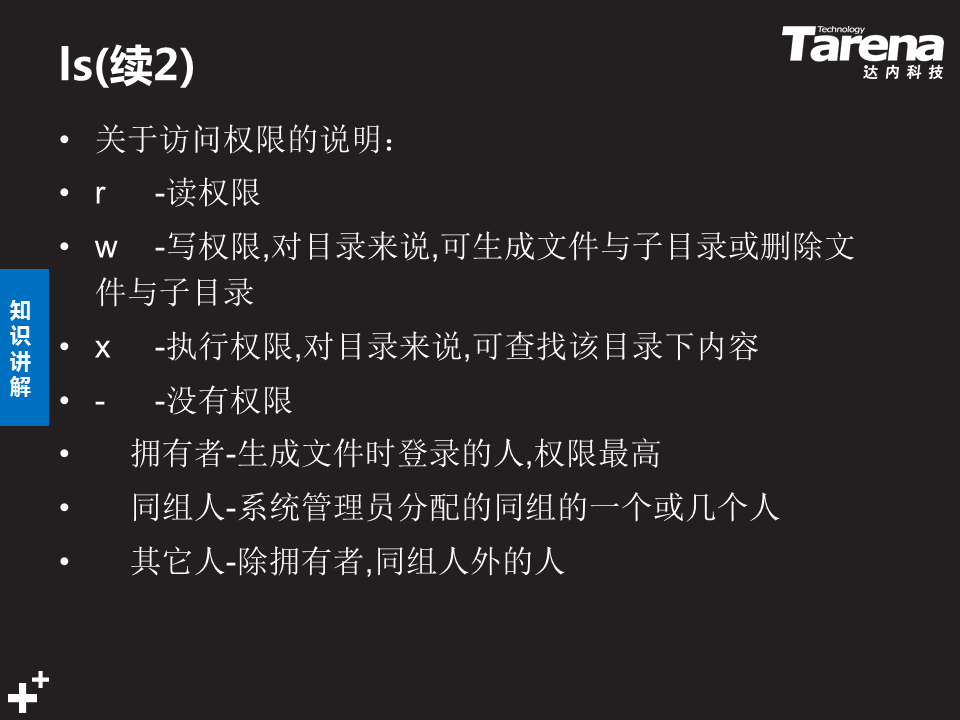 ls(续2)
Technology
Tarena
达内科技
• 关于访问权限的说明：
• r -读权限
• w -写权限,对目录来说,可生成文件与子目录或删除文
件与子目录
• x -执行权限,对目录来说,可查找该目录下内容
• - -没有权限
• 拥有者-生成文件时登录的人,权限最高
• 同组人-系统管理员分配的同组的一个或几个人
• 其它人-除拥有者,同组人外的人
知
识
讲
解